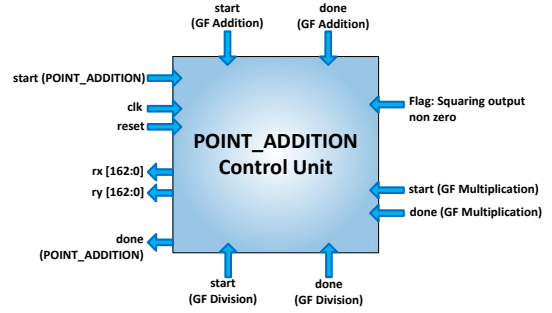 start
(GF Addition)
done
(GF Addition)
start (POINT_ADDITION)
clk
reset
Flag: Squaring output
non zero
POINT_ADDITION
Control Unit
rx [162:0]
ry [162:0]
start (GF Multiplication)
done (GF Multiplication)
done
(POINT_ADDITION)
start
(GF Division)
done
(GF Division)